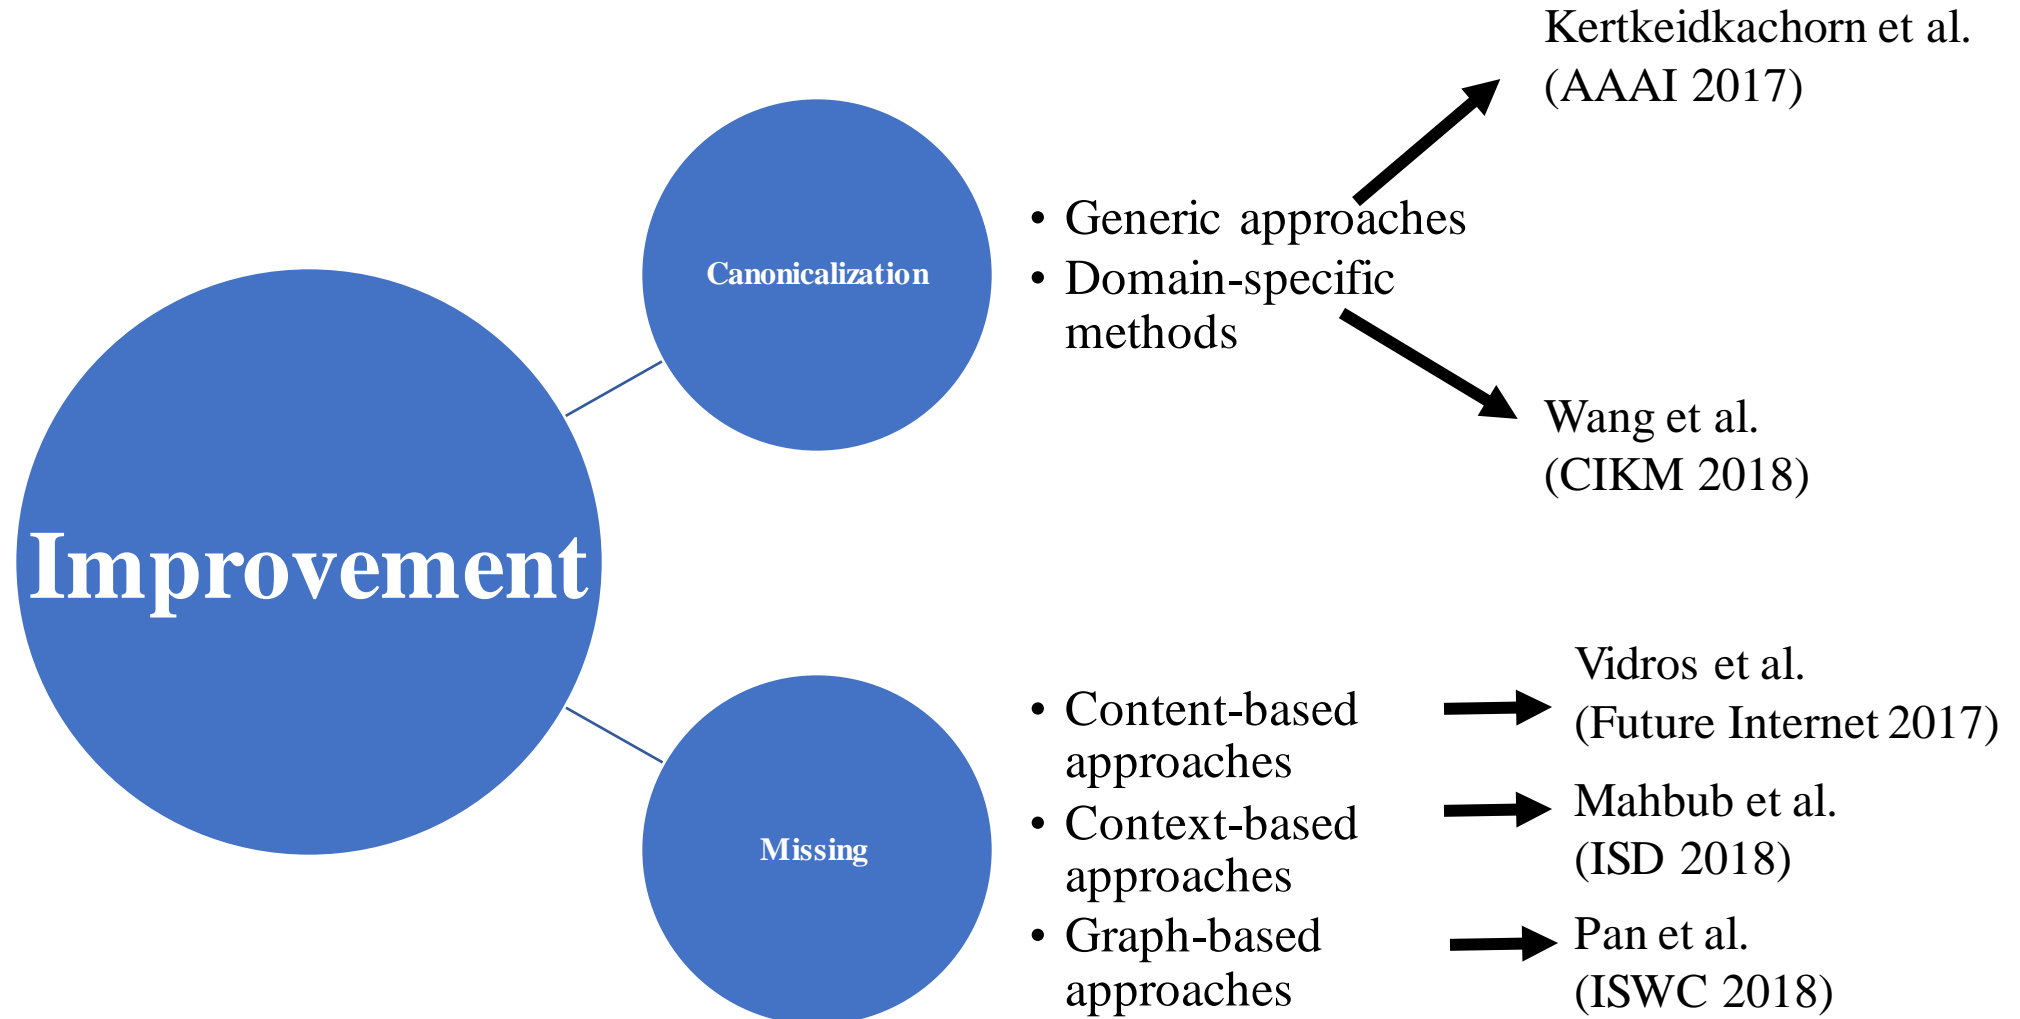 Improvement
Canonicalization
• Generic approaches
• Domain-specific
methods
Kertkeidkachorn et al.
(AAAI 2017)
Wang et al.
(CIKM 2018)
Missing
• Content-based
approaches
• Context-based
approaches
• Graph-based
approaches
Vidros et al.
(Future Internet 2017)
Mahbub et al.
(ISD 2018)
Pan et al.
(ISWC 2018)